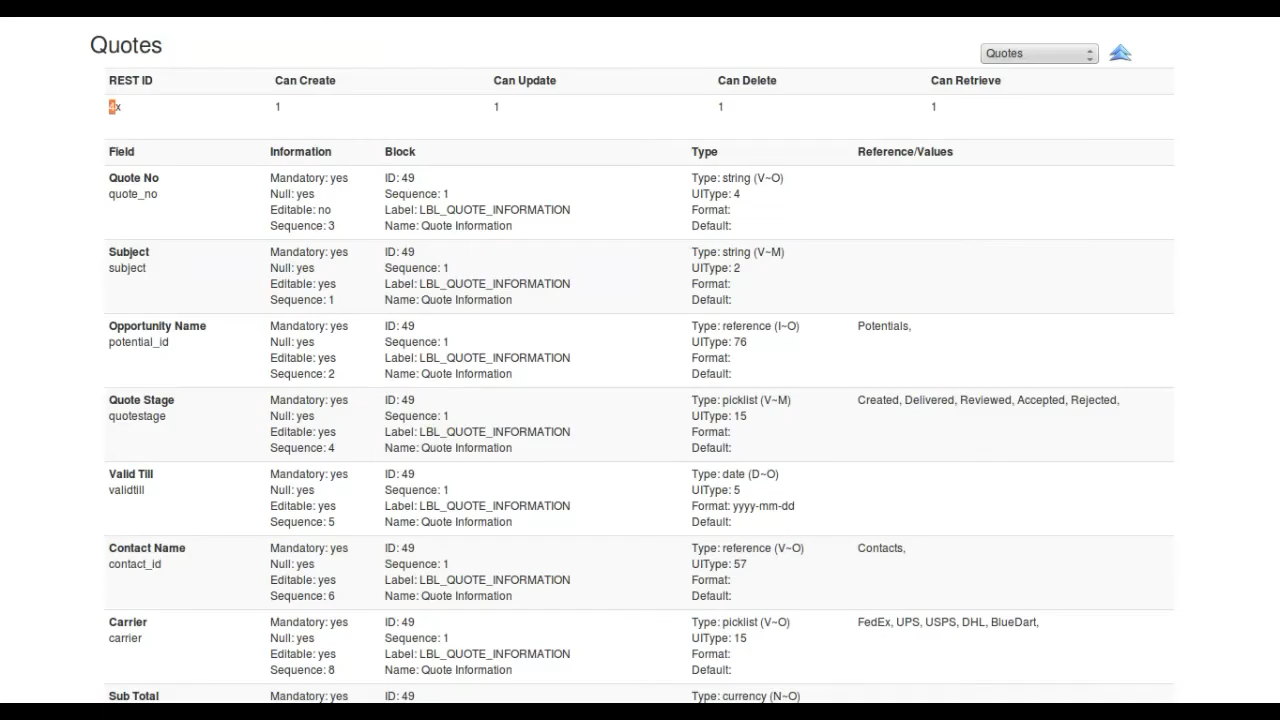 Quotes
Quotes
REST ID Can Create Can Update Can Delete Can Retrieve
4x 1 1 1 1
Field Information Block Type Reference/Values
Quote No Mandatory: yes ID: 49 Type: string (V~O)
quote_no Null: yes Sequence: 1 UIType: 4
Editable: no Label: LBL_QUOTE_INFORMATION Format:
Sequence: 3 Name: Quote Information Default:
Subject Mandatory: yes ID: 49 Type: string (V~M)
subject Null: yes Sequence: 1 UIType: 2
Editable: yes Label: LBL_QUOTE_INFORMATION Format:
Sequence: 1 Name: Quote Information Default:
Opportunity Name Mandatory: yes ID: 49 Type: reference (I~O) Potentials,
potential_id Null: yes Sequence: 1 UIType: 76
Editable: yes Label: LBL_QUOTE_INFORMATION Format:
Sequence: 2 Name: Quote Information Default:
Quote Stage Mandatory: yes ID: 49 Type: picklist (V~M) Created, Delivered, Reviewed, Accepted, Rejected,
quotestage Null: yes Sequence: 1 UIType: 15
Editable: yes Label: LBL_QUOTE_INFORMATION Format:
Sequence: 4 Name: Quote Information Default:
Valid Till Mandatory: yes ID: 49 Type: date (D~O)
validtill Null: yes Sequence: 1 UIType: 5
Editable: yes Label: LBL_QUOTE_INFORMATION Format: yyyy-mm-dd
Sequence: 5 Name: Quote Information Default:
Contact Name Mandatory: yes ID: 49 Type: reference (V~O) Contacts,
contact_id Null: yes Sequence: 1 UIType: 57
Editable: yes Label: LBL_QUOTE_INFORMATION Format:
Sequence: 6 Name: Quote Information Default:
Carrier Mandatory: yes ID: 49 Type: picklist (V~O) FedEx, UPS, USPS, DHL, BlueDart,
carrier Null: yes Sequence: 1 UIType: 15
Editable: yes Label: LBL_QUOTE_INFORMATION Format:
Sequence: 8 Name: Quote Information Default:
Sub Total Mandatory: yes ID: 49 Type: currency (N~O)